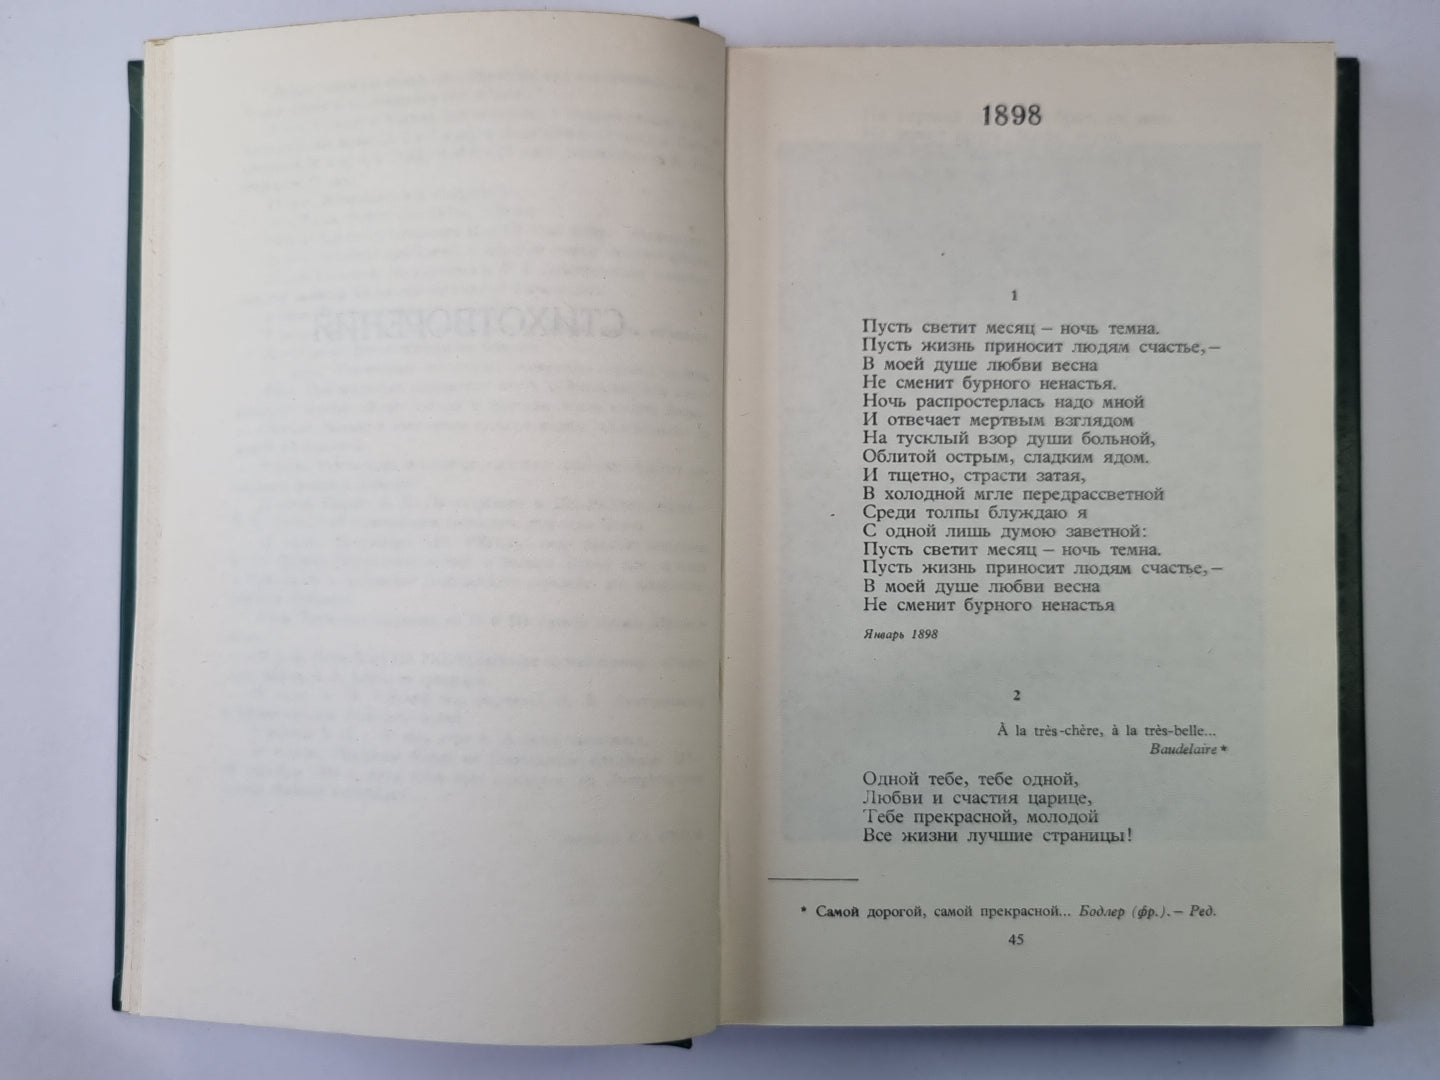 СТИХОТВОРЕНИЯ
1898
1
Пусть светит месяц – ночь темна.
Пусть жизнь приносит людям счастье,–
В моей душе любви весна
Не сменит бурного ненастья.
Ночь распростерлась надо мной
И отвечает мертвым взглядом
На тусклый взор души больной,
Облитой острым, сладким ядом.
И тщетно, страсти затая,
В холодной мгле передрассветной
Среди толпы блуждаю я
С одной лишь думою заветной:
Пусть светит месяц – ночь темна.
Пусть жизнь приносит людям счастье,–
В моей душе любви весна
Не сменит бурного ненастья
Январь 1898
2
À la très-chère, à la très-belle...
Baudelaire *
Одной тебе, тебе одной,
Любви и счастия царице,
Тебе прекрасной, молодой
Все жизни лучшие страницы!
* Самой дорогой, самой прекрасной... Бодлер (фр.). – Ред.
45